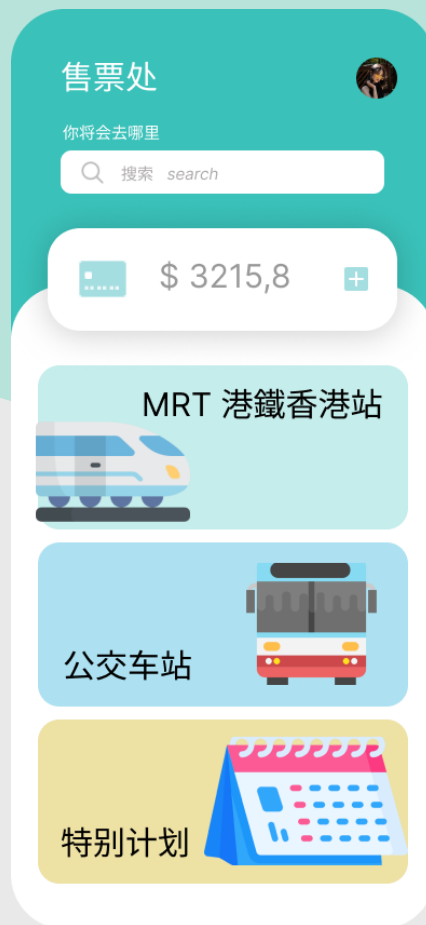 售票处
你将会去哪里
搜索 search
$ 3215,8
MRT 港鐵香港站
公交车站
特别计划